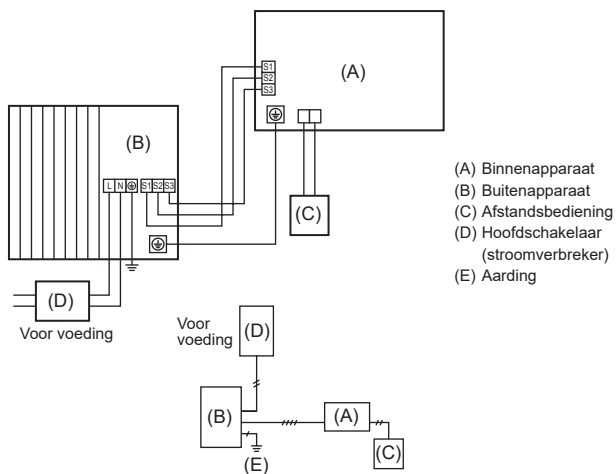 (A)
S1
S2
S3
(B)
L N S1 S2 S3
(C)
(D)
Voor voeding
(A) Binnenapparaat
(B) Buitenapparaat
(C) Afstandsbediening
(D) Hoofdschakelaar
(stroomverbreker)
(E) Aarding
Voor
voeding
(D)
(B)
(A)
(E)
(C)